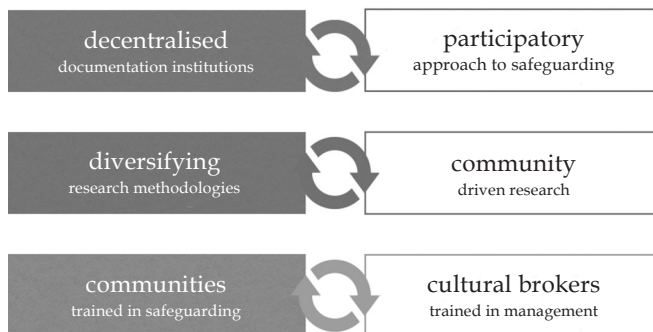 decentralised
documentation institutions
participatory
approach to safeguarding
diversifying
research methodologies
community
driven research
communities
trained in safeguarding
cultural brokers
trained in management